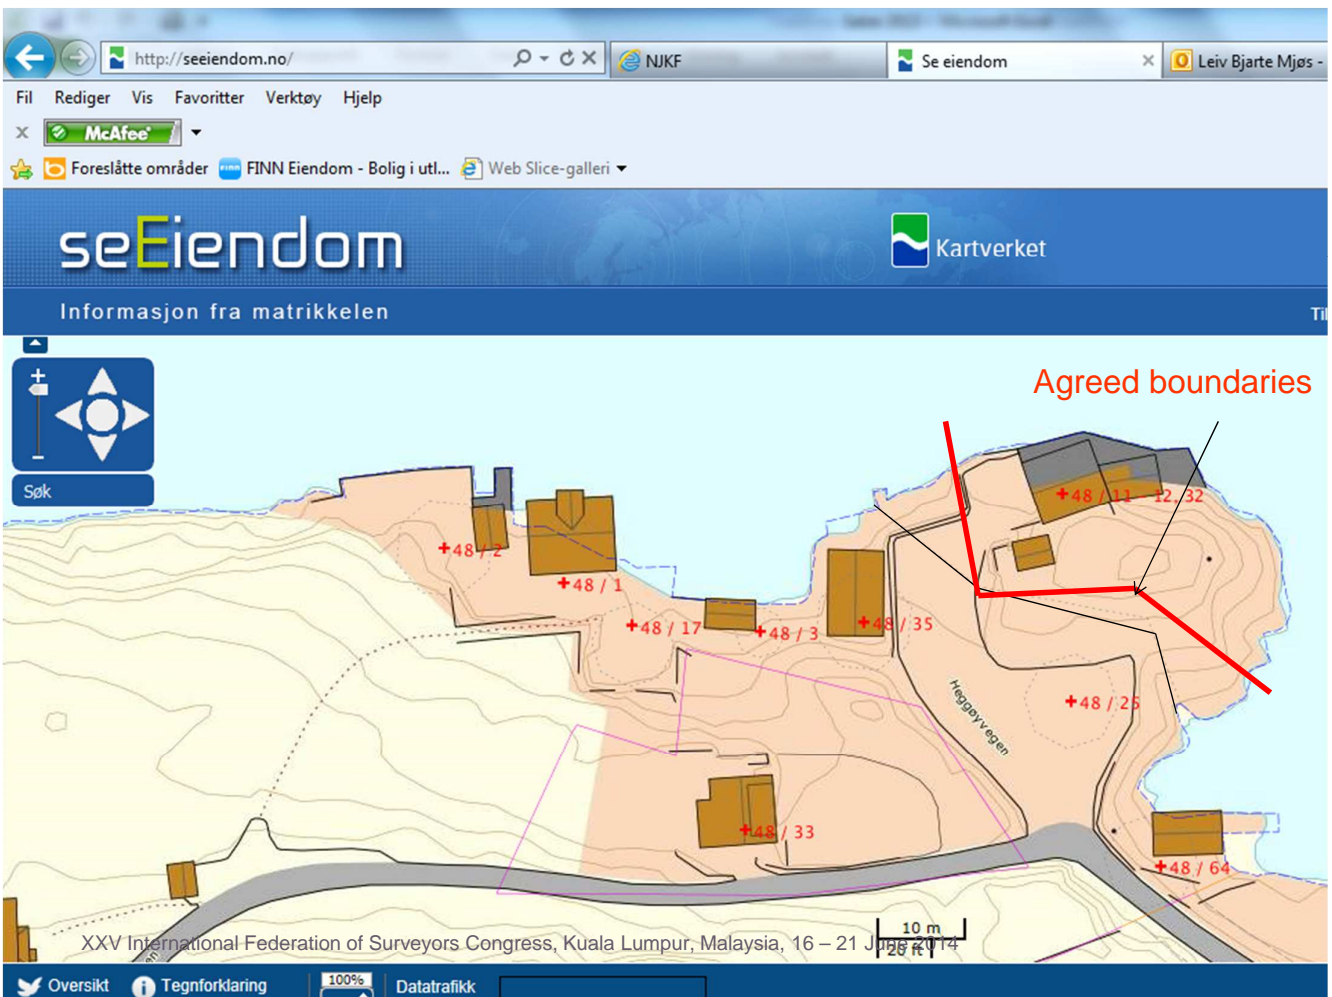 http://seeiendom.no/
NJKF
Se eiendom
Leiv Bjarte Mjøs -
Fil Rediger Vis Favoritter Verktøy Hjelp
McAfee
Foreslåtte områder FINN Eiendom - Bolig i utl... Web Slice-galleri
seEiendom
Kartverket
Informasjon fra matrikkelen
Til
Agreed boundaries
Søk
48 / 11 - 12, 32
48 / 2
48 / 1
48 / 17
48 / 3
48 / 35
Heggøyvegen
48 / 25
48 / 33
48 / 64
10 m
20 ft
XXV International Federation of Surveyors Congress, Kuala Lumpur, Malaysia, 16 – 21 June 2014
Oversikt
Tegnforklaring
100%
Datatrafikk